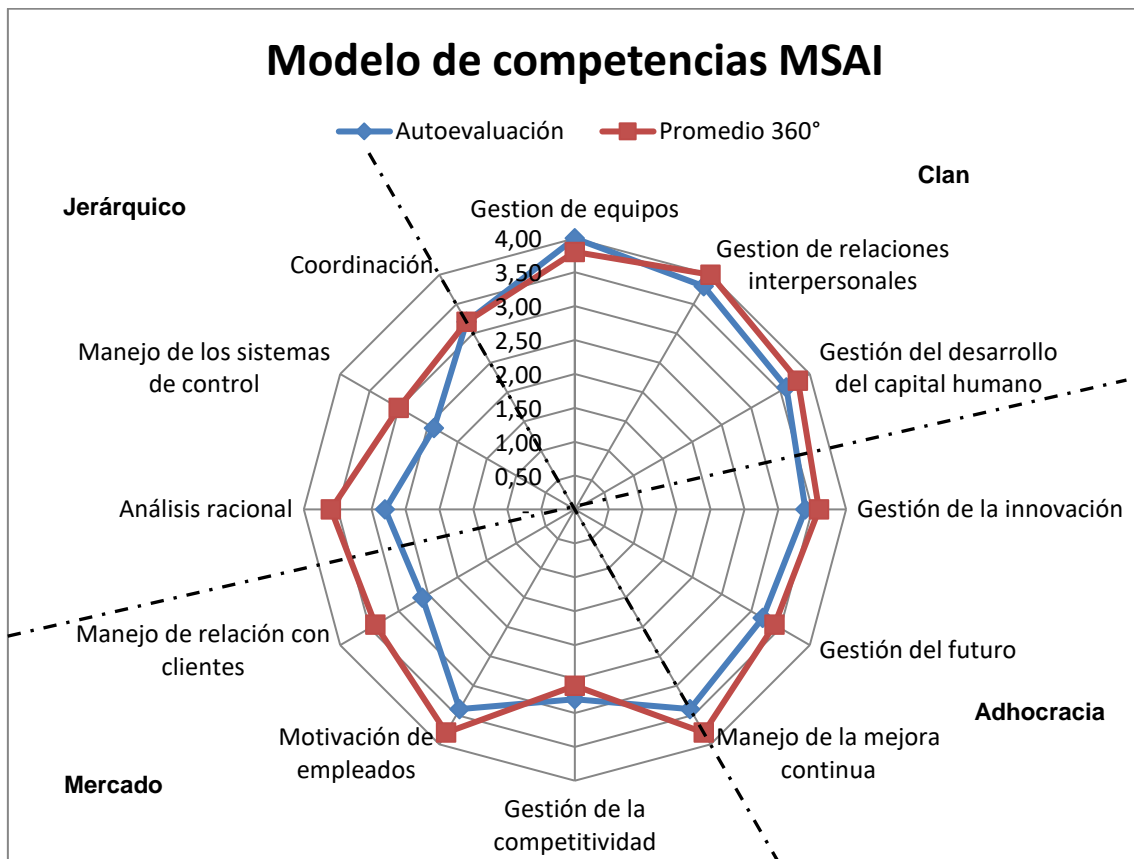 Modelo de competencias MSAI
Autoevaluación
Promedio 360°
Clan
Jerárquico
Gestion de equipos
4,00
3,50
3,00
2,50
2,00
1,50
1,00
0,50
-
Gestion de relaciones
interpersonales
Gestión del desarrollo
del capital humano
Gestión de la innovación
Gestión del futuro
Adhocracia
Manejo de la mejora
continua
Gestión de la
competitividad
Motivación de
empleados
Mercado
Manejo de relación con
clientes
Análisis racional
Manejo de los sistemas
de control
Coordinación